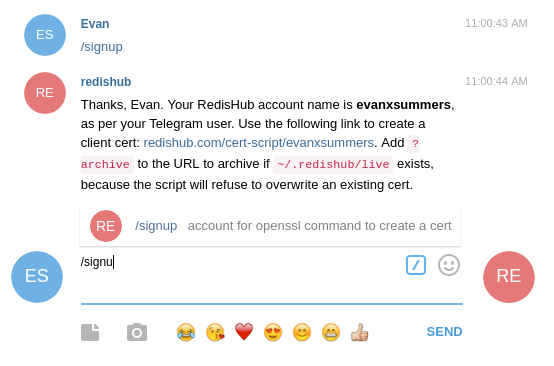 ES
Evan
11:00:43 AM
/signup
RE
redishub
11:00:44 AM
Thanks, Evan. Your RedisHub account name is evanxsummers,
as per your Telegram user. Use the following link to create a
client cert: redishub.com/cert-script/evanxsummers. Add ?
archive to the URL to archive if ~/.redishub/live exists,
because the script will refuse to overwrite an existing cert.
RE /signup account for openssl command to create a cert
ES
/signu
RE
SEND